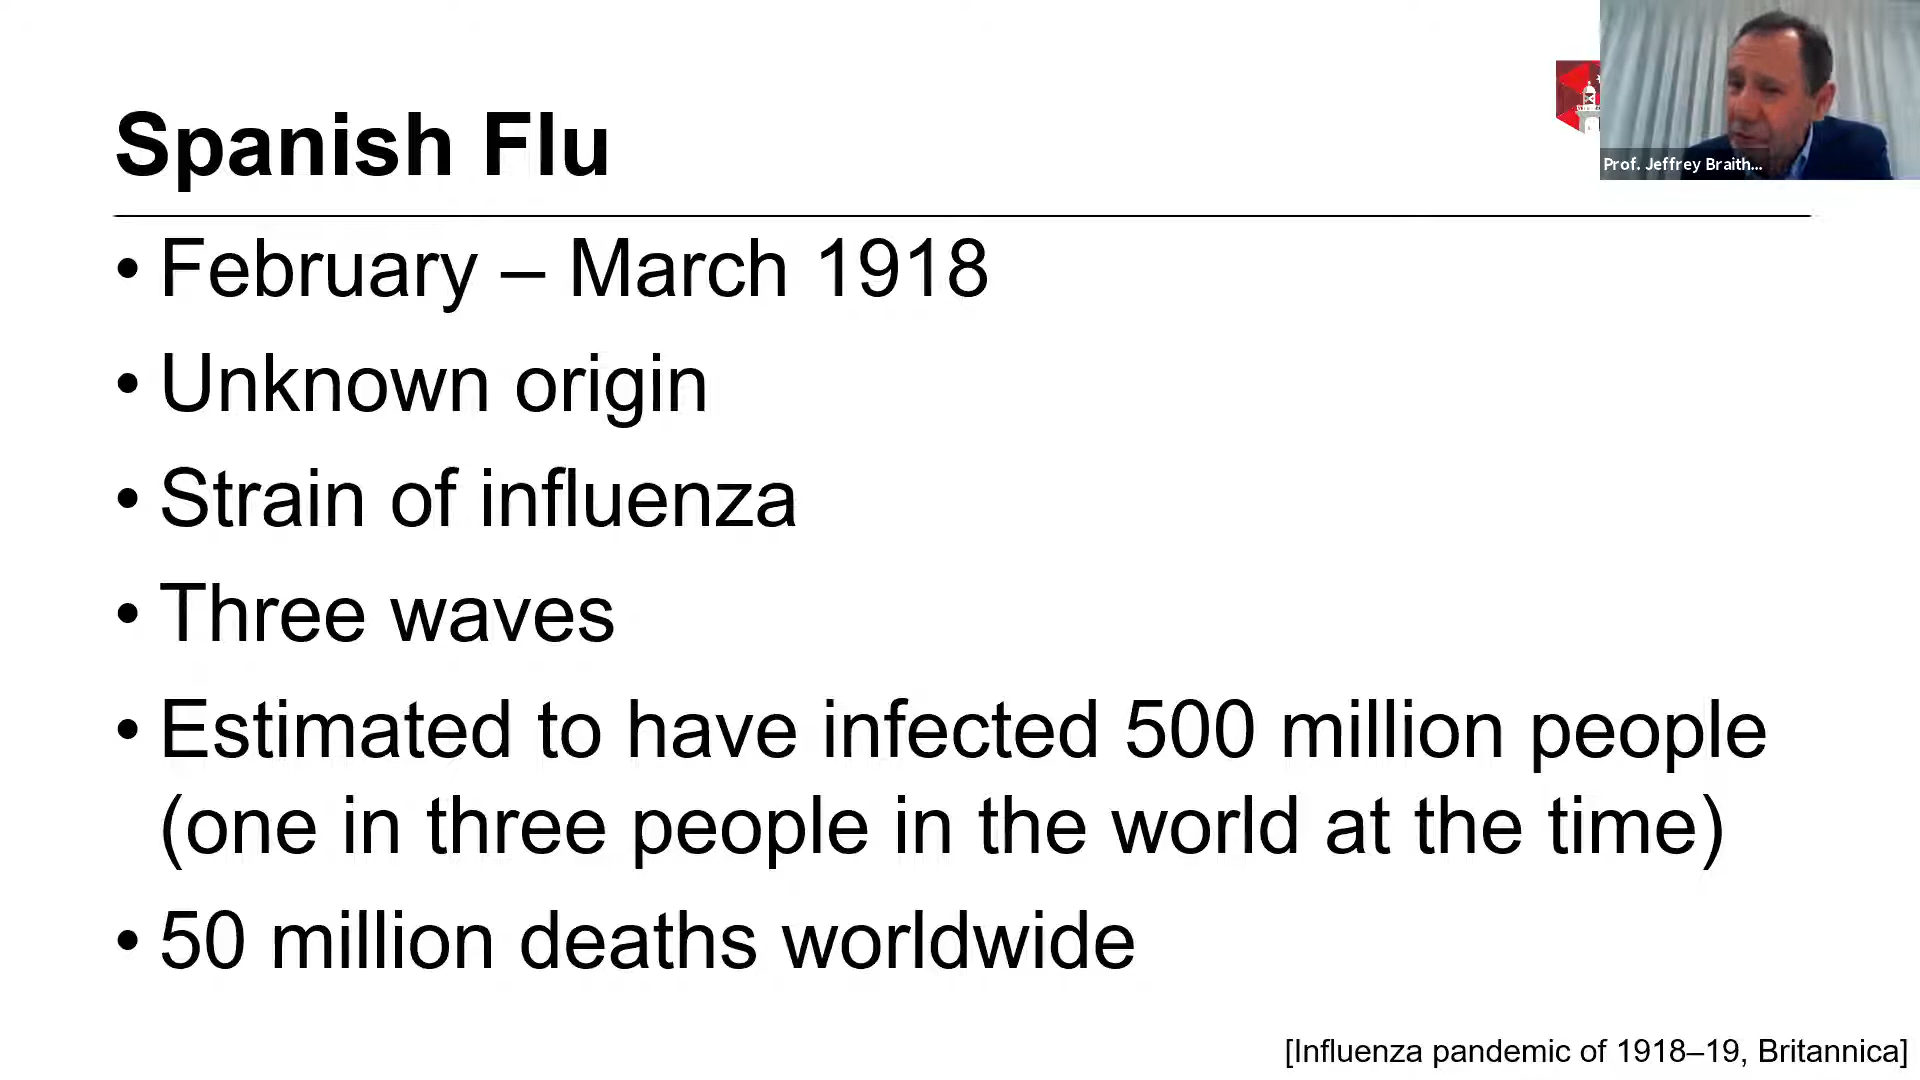 Spanish Flu
Prof. Jeffrey Braith...
• February – March 1918
• Unknown origin
• Strain of influenza
• Three waves
• Estimated to have infected 500 million people
(one in three people in the world at the time)
• 50 million deaths worldwide
[Influenza pandemic of 1918–19, Britannica]